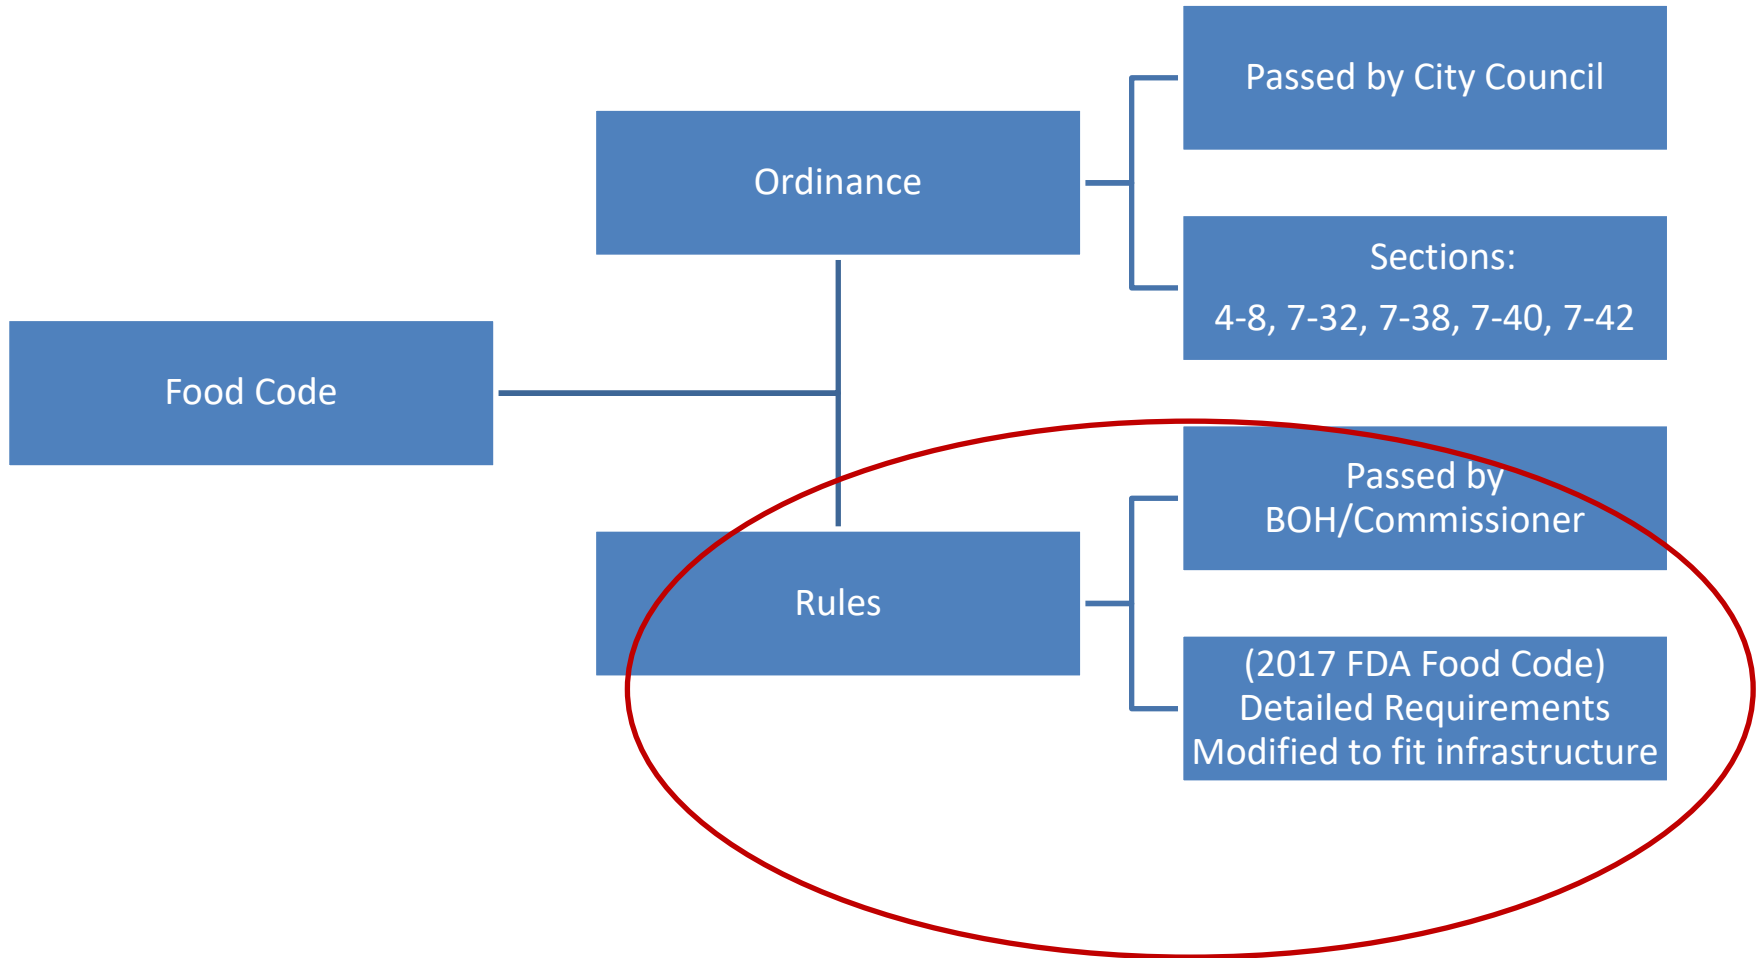 Food Code
Ordinance
Passed by City Council
Sections:
4-8, 7-32, 7-38, 7-40, 7-42
Rules
Passed by
BOH/Commissioner
(2017 FDA Food Code)
Detailed Requirements
Modified to fit infrastructure